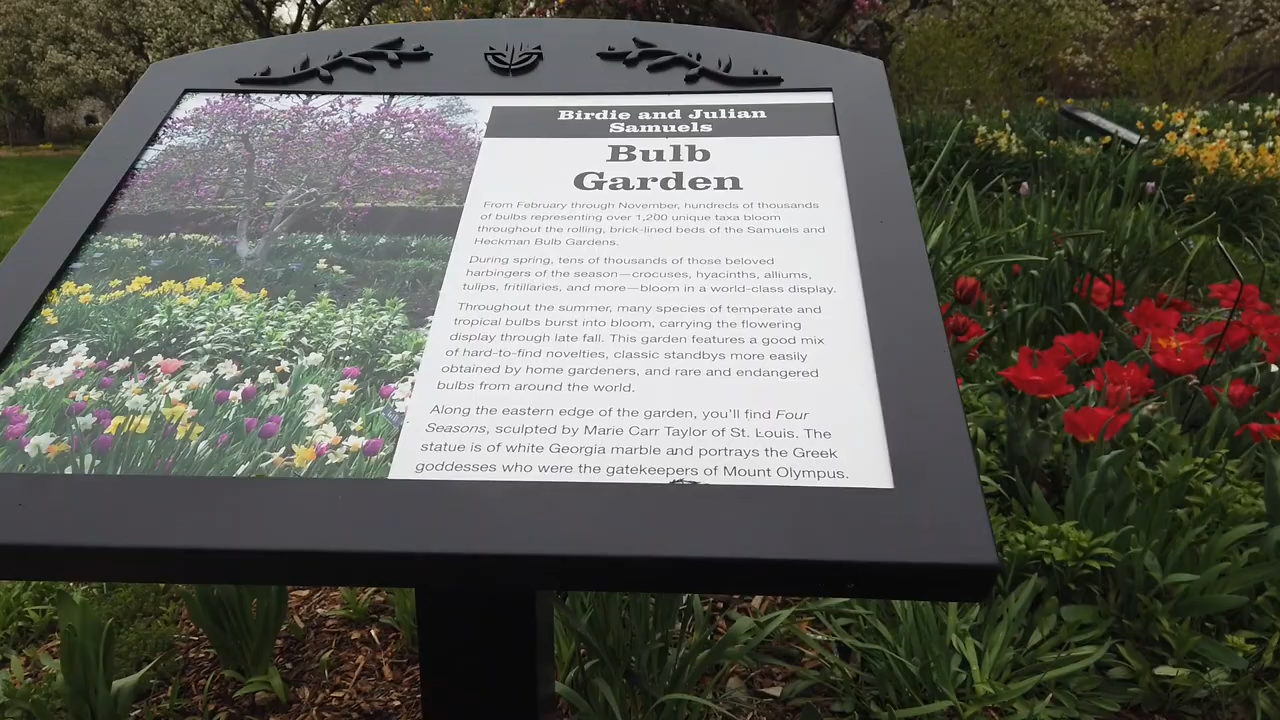 Birdie and Julian
Samuels
Bulb
Garden
From February through November, hundreds of thousands
of bulbs representing over 1,200 unique taxa bloom
throughout the rolling, brick-lined beds of the Samuels and
Heckman Bulb Gardens.
During spring, tens of thousands of those beloved
harbingers of the season—crocuses, hyacinths, alliums,
tulips, fritillaries, and more—bloom in a world-class display.
Throughout the summer, many species of temperate and
tropical bulbs burst into bloom, carrying the flowering
display through late fall. This garden features a good mix
of hard-to-find novelties, classic standbys more easily
obtained by home gardeners, and rare and endangered
bulbs from around the world.
Along the eastern edge of the garden, you'll find Four
Seasons, sculpted by Marie Carr Taylor of St. Louis. The
statue is of white Georgia marble and portrays the Greek
goddesses who were the gatekeepers of Mount Olympus.